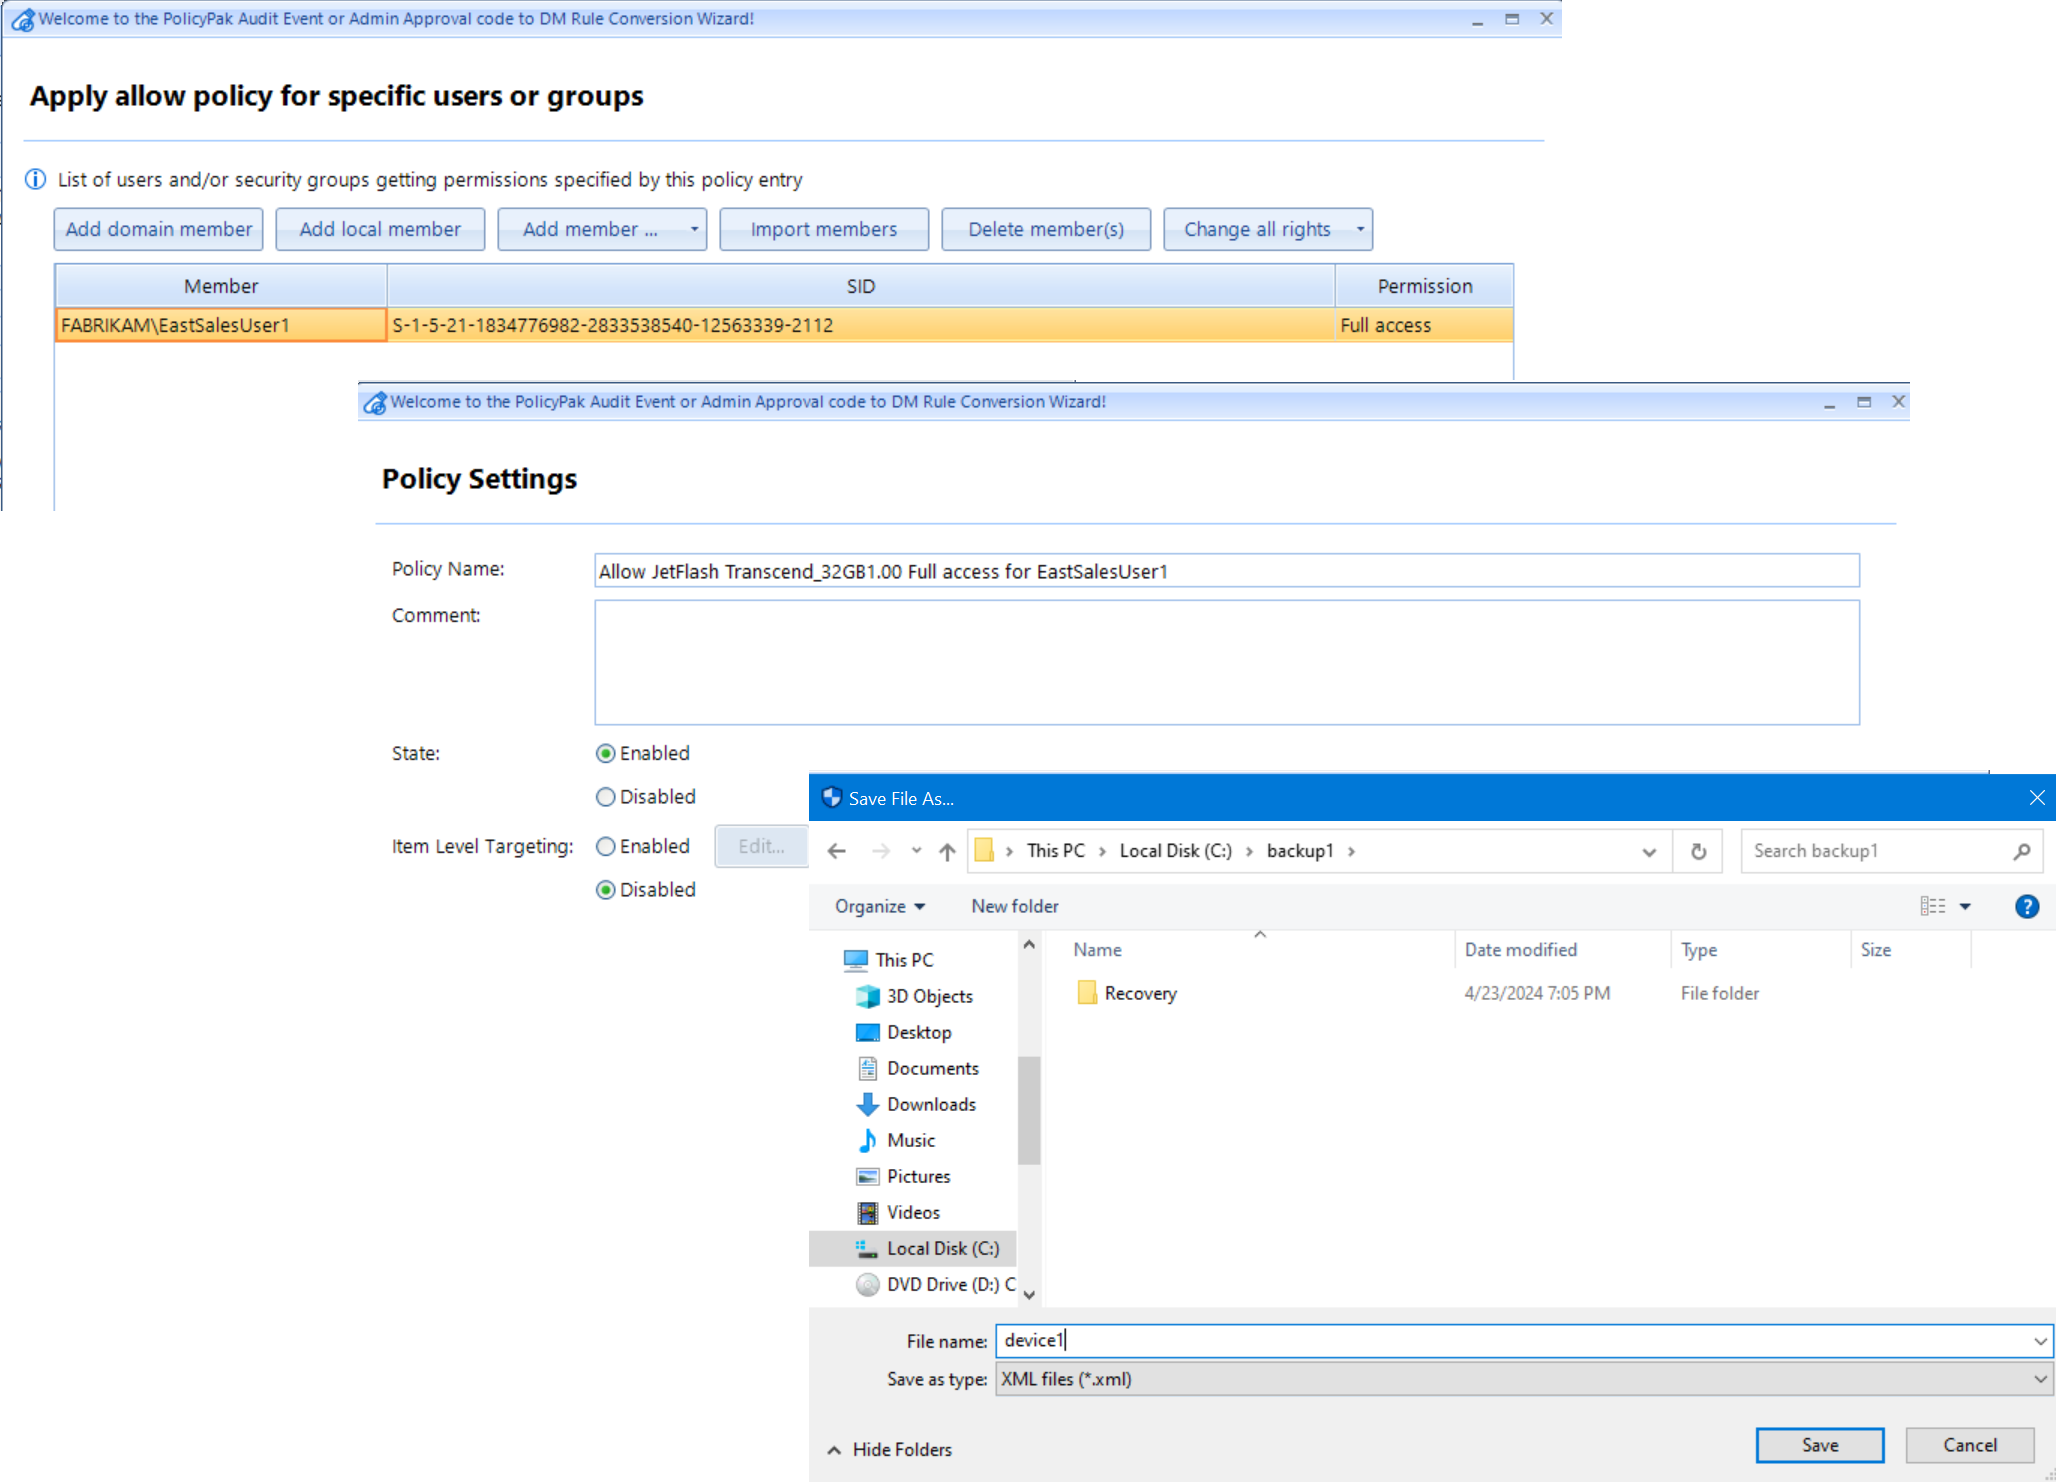 Welcome to the PolicyPak Audit Event or Admin Approval code to DM Rule Conversion Wizard!
Apply allow policy for specific users or groups
List of users and/or security groups getting permissions specified by this policy entry
Add domain member Add local member Add member ... Import members Delete member(s) Change all rights
Member SID Permission
FABRIKAM\EastSalesUser1 S-1-5-21-1834776982-2833538540-12563339-2112 Full access
Welcome to the PolicyPak Audit Event or Admin Approval code to DM Rule Conversion Wizard!
Policy Settings
Policy Name: Allow JetFlash Transcend_32GB1.00 Full access for EastSalesUser1
Comment:
State: Enabled
Disabled
Item Level Targeting: Enabled Edit...
Disabled
Save File As...
This PC Local Disk (C:) backup1 Search backup1
Organize New folder
Name Date modified Type Size
Recovery 4/23/2024 7:05 PM File folder
This PC
3D Objects
Desktop
Documents
Downloads
Music
Pictures
Videos
Local Disk (C:)
DVD Drive (D:) C
File name: device1
Save as type: XML files (*.xml)
Hide Folders Save Cancel